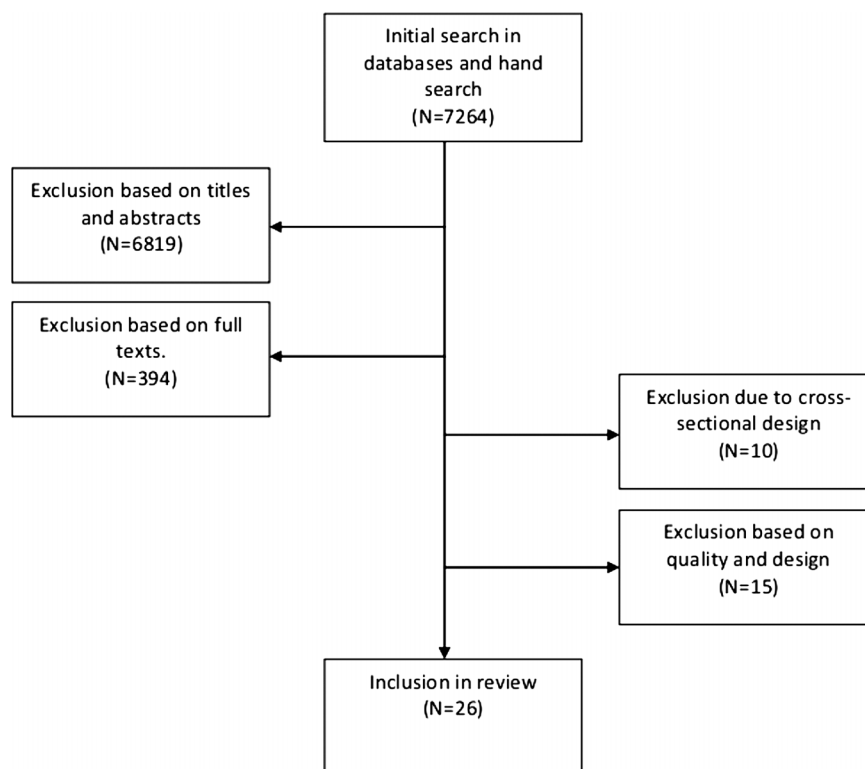 Initial search in
databases and hand
search
(N=7264)
Exclusion based on titles
and abstracts
(N=6819)
Exclusion based on full
texts.
(N=394)
Exclusion due to cross-
sectional design
(N=10)
Exclusion based on
quality and design
(N=15)
Inclusion in review
(N=26)